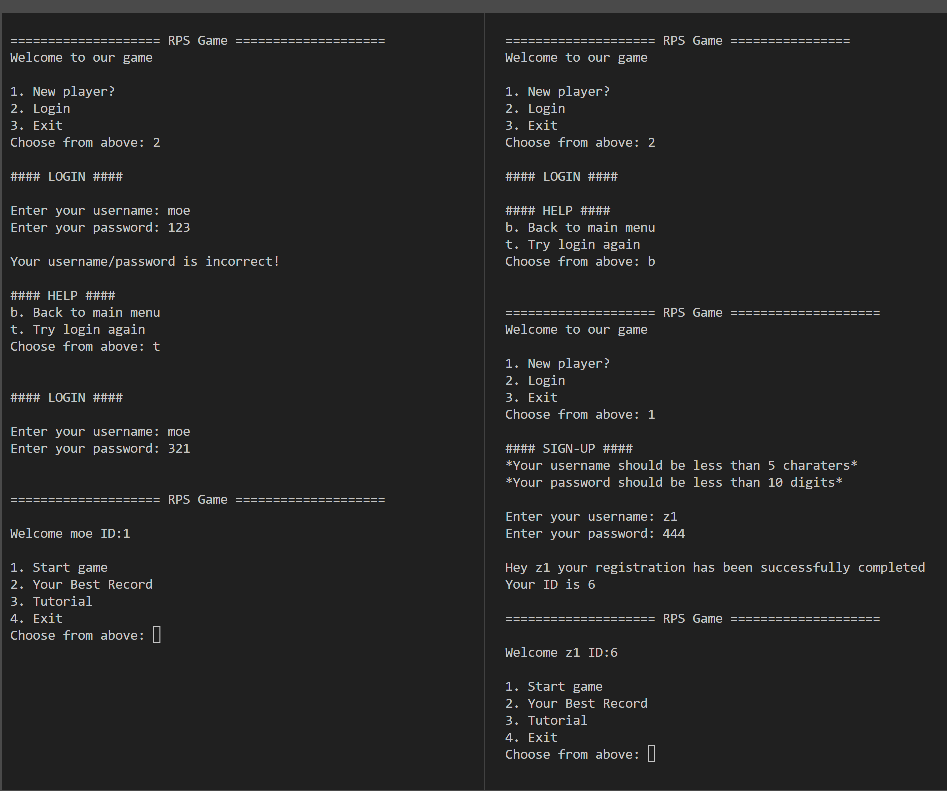 ==================== RPS Game ====================
Welcome to our game
1. New player?
2. Login
3. Exit
Choose from above: 2
#### LOGIN ####
Enter your username: moe
Enter your password: 123
Your username/password is incorrect!
#### HELP ####
b. Back to main menu
t. Try login again
Choose from above: t
#### LOGIN ####
Enter your username: moe
Enter your password: 321
==================== RPS Game ====================
Welcome moe ID:1
1. Start game
2. Your Best Record
3. Tutorial
4. Exit
Choose from above:
==================== RPS Game ================
Welcome to our game
1. New player?
2. Login
3. Exit
Choose from above: 2
#### LOGIN ####
#### HELP ####
b. Back to main menu
t. Try login again
Choose from above: b
==================== RPS Game ====================
Welcome to our game
1. New player?
2. Login
3. Exit
Choose from above: 1
#### SIGN-UP ####
*Your username should be less than 5 charaters*
*Your password should be less than 10 digits*
Enter your username: z1
Enter your password: 444
Hey z1 your registration has been successfully completed
Your ID is 6
==================== RPS Game ====================
Welcome z1 ID:6
1. Start game
2. Your Best Record
3. Tutorial
4. Exit
Choose from above: